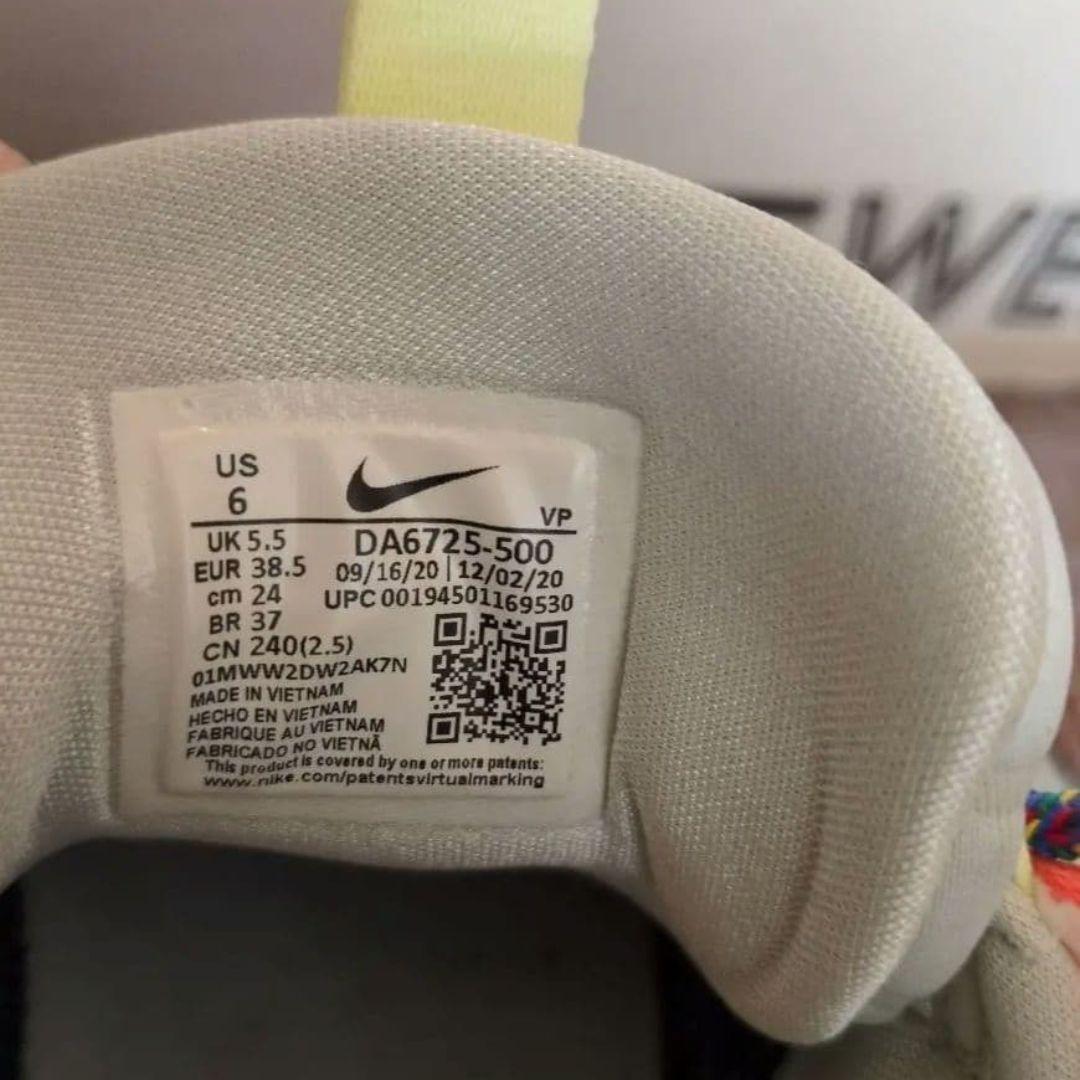 WE
US
6
VP
UK 5.5
DA6725-500
EUR 38.5
09/16/20 | 12/02/20
cm 24
UPC 00194501169530
BR 37
CN 240(2.5)
01MWW2DW2AK7N
MADE IN VIETNAM
HECHO EN VIETNAM
FABRIQUE AU VIETNAM
FABRICADO NO VIETNÃ
This product is covered by one or more patents:
www.nike.com/patentsvirtualmarking